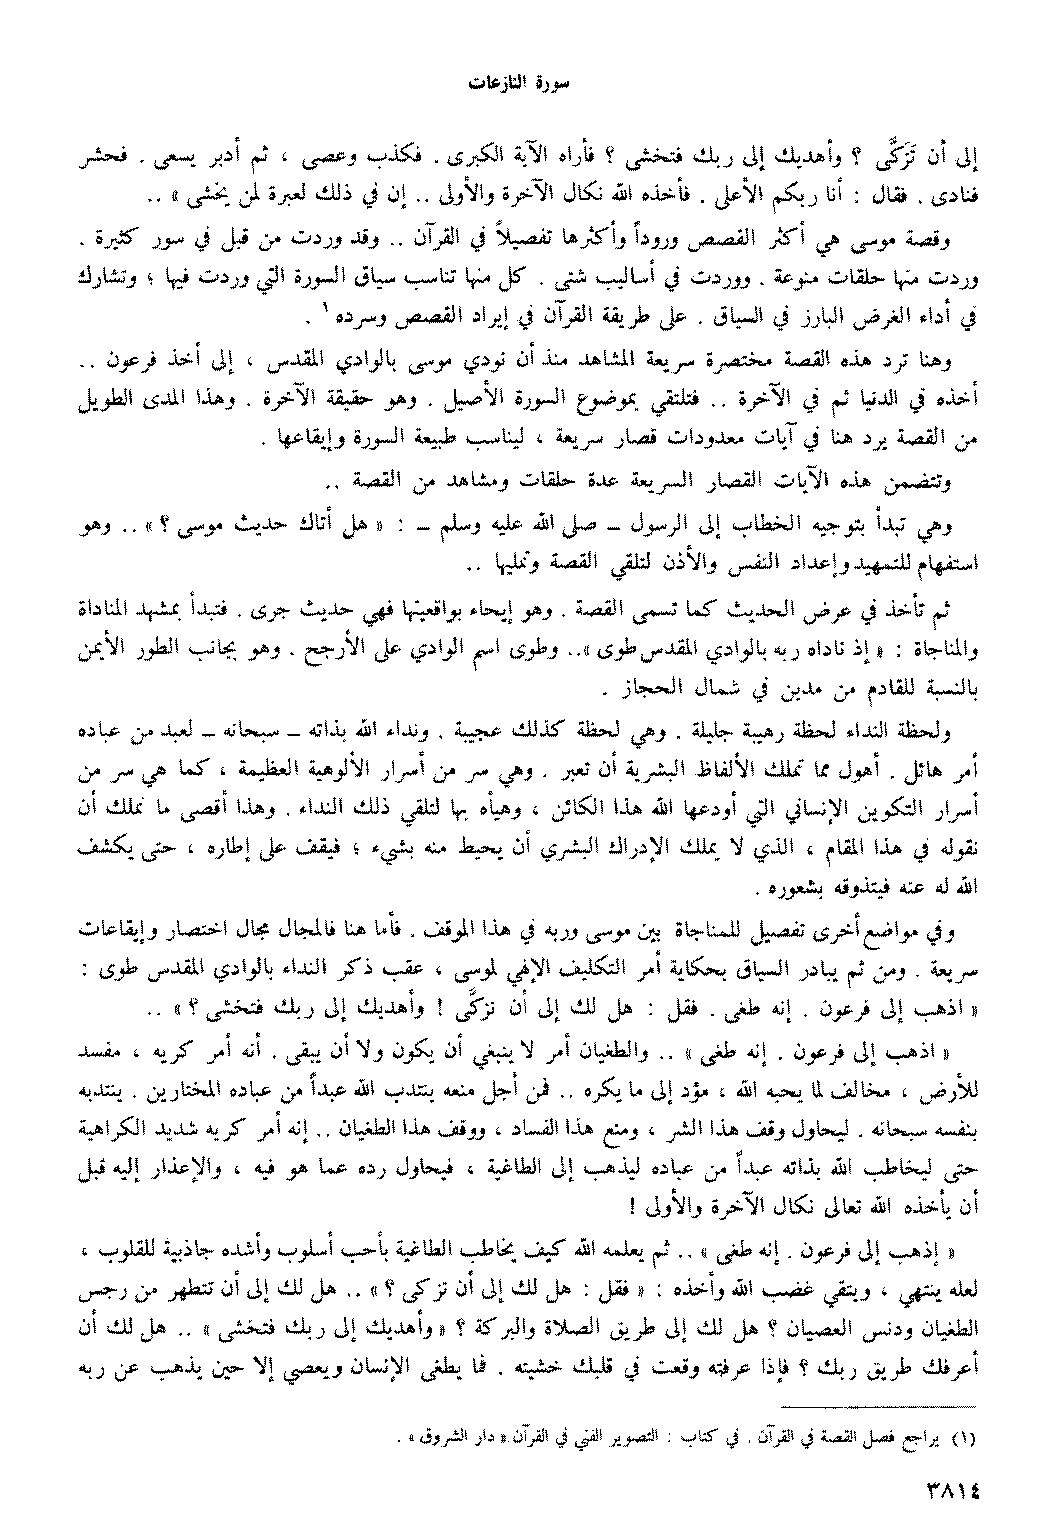 سورة النازعات
إلى أن تَزَكَّى ؟ وأهديك إلى ربك فتخشى ؟ فأراه الآية الكبرى . فكذب وعصى ، ثم أدبر يسعى . فحشر
فنادى . فقال : أنا ربكم الأعلى . فأخذه الله نكال الآخرة والأولى .. إن في ذلك لعبرة لمن يخشى » ..
وقصة موسى هي أكثر القصص وروداً وأكثرها تفصيلاً في القرآن .. وقد وردت من قبل في سور كثيرة .
وردت منها حلقات منوعة . ووردت في أساليب شتى . كل منها تناسب سياق السورة التي وردت فيها ؛ وتشارك
في أداء الغرض البارز في السياق . على طريقة القرآن في إيراد القصص وسرده ١ .
وهنا ترد هذه القصة مختصرة سريعة المشاهد منذ أن نودي موسى بالوادي المقدس ، إلى أخذ فرعون ..
أخذه في الدنيا ثم في الآخرة .. فتلتقي بموضوع السورة الأصيل . وهو حقيقة الآخرة . وهذا المدى الطويل
من القصة يرد هنا في آيات معدودات قصار سريعة ، ليناسب طبيعة السورة وإيقاعها .
وتتضمن هذه الآيات القصار السريعة عدة حلقات ومشاهد من القصة ..
وهي تبدأ بتوجيه الخطاب إلى الرسول – صلى الله عليه وسلم – : « هل أتاك حديث موسى ؟ » .. وهو
استفهام للتمهيد وإعداد النفس والأذن لتلقي القصة وتمليها ..
ثم تأخذ في عرض الحديث كما تسمى القصة . وهو إيحاء بواقعيتها فهي حديث جرى . فتبدأ بمشهد المناداة
والمناجاة : « إذ ناداه ربه بالوادي المقدس طوى » .. وطوى اسم الوادي على الأرجح . وهو بجانب الطور الأيمن
بالنسبة للقادم من مدين في شمال الحجاز .
ولحظة النداء لحظة رهيبة جليلة . وهي لحظة كذلك عجيبة . ونداء الله بذاته – سبحانه – لعبد من عباده
أمر هائل . أهول مما تملك الألفاظ البشرية أن تعبر . وهي سر من أسرار الألوهية العظيمة ، كما هي سر من
أسرار التكوين الإنساني التي أودعها الله هذا الكائن ، وهيأه بها لتلقي ذلك النداء . وهذا أقصى ما نملك أن
نقوله في هذا المقام ، الذي لا يملك الإدراك البشري أن يحيط منه بشيء ؛ فيقف على إطاره ، حتى يكشف
الله له عنه فيتذوقه بشعوره .
وفي مواضع أخرى تفصيل للمناجاة بين موسى وربه في هذا الموقف . فأما هنا فالمجال مجال اختصار وإيقاعات
سريعة . ومن ثم يبادر السياق بحكاية أمر التكليف الإلهي لموسى ، عقب ذكر النداء بالوادي المقدس طوى :
« اذهب إلى فرعون . إنه طغى . فقل : هل لك إلى أن تزكَّى ! وأهديك إلى ربك فتخشى ؟ » ..
« اذهب إلى فرعون . إنه طغى » .. والطغيان أمر لا ينبغي أن يكون ولا أن يبقى . أنه أمر كريه ، مفسد
للأرض ، مخالف لما يحبه الله ، مؤد إلى ما يكره .. فمن أجل منعه ينتدب الله عبداً من عباده المختارين . ينتدبه
بنفسه سبحانه . ليحاول وقف هذا الشر ، ومنع هذا الفساد ، ووقف هذا الطغيان .. إنه أمر كريه شديد الكراهية
حتى ليخاطب الله بذاته عبداً من عباده ليذهب إلى الطاغية ، فيحاول رده عما هو فيه ، والإعذار إليه قبل
أن يأخذه الله تعالى نكال الآخرة والأولى !
« إذهب إلى فرعون . إنه طغى » .. ثم يعلمه الله كيف يخاطب الطاغية بأحب أسلوب وأشده جاذبية للقلوب ،
لعله ينتهي ، ويتقي غضب الله وأخذه : « فقل : هل لك إلى أن تزكى ؟ » .. هل لك إلى أن تتطهر من رجس
الطغيان ودنس العصيان ؟ هل لك إلى طريق الصلاة والبركة ؟ « وأهديك إلى ربك فتخشى » .. هل لك أن
أعرفك طريق ربك ؟ فإذا عرفته وقعت في قلبك خشيته . فما يطغى الإنسان ويعصي إلا حين يذهب عن ربه
(١) يراجع فصل القصة في القرآن . في كتاب : التصوير الفني في القرآن « دار الشروق » .
٣٨١٤